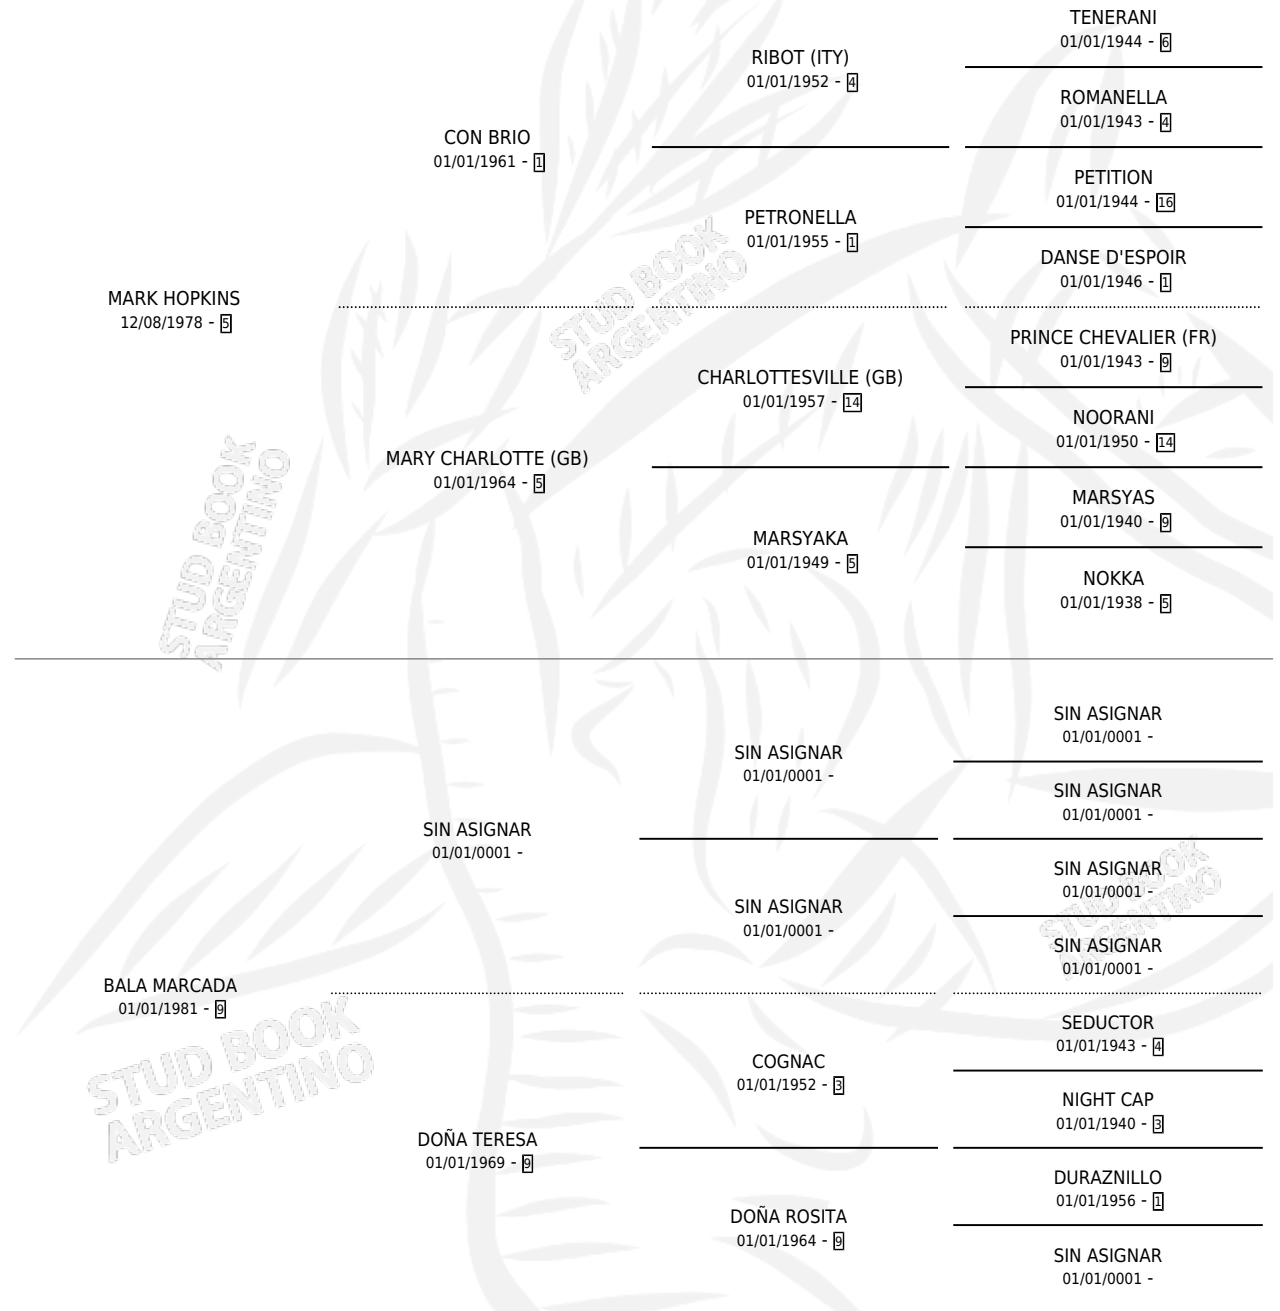 TENERANI
01/01/1944 - 6
RIBOT (ITY)
01/01/1952 - 4
ROMANELLA
01/01/1943 - 4
CON BRIO
01/01/1961 - 1
PETITION
01/01/1944 - 16
PETRONELLA
01/01/1955 - 1
DANSE D'ESPOIR
01/01/1946 - 1
MARK HOPKINS
12/08/1978 - 5
PRINCE CHEVALIER (FR)
01/01/1943 - 9
CHARLOTTESVILLE (GB)
01/01/1957 - 14
NOORANI
01/01/1950 - 14
MARY CHARLOTTE (GB)
01/01/1964 - 5
MARSYAS
01/01/1940 - 9
MARSYAKA
01/01/1949 - 5
NOKKA
01/01/1938 - 5
STUD BOOK
ARGENTINO
STUD BOOK
ARGENTINO
SIN ASIGNAR
01/01/0001 -
SIN ASIGNAR
01/01/0001 -
SIN ASIGNAR
01/01/0001 -
SIN ASIGNAR
01/01/0001 -
SIN ASIGNAR
01/01/0001 -
SIN ASIGNAR
01/01/0001 -
SIN ASIGNAR
01/01/0001 -
STUD BOOK
ARGENTINO
BALA MARCADA
01/01/1981 - 9
STUD BOOK
ARGENTINO
SEDUCTOR
01/01/1943 - 4
COGNAC
01/01/1952 - 3
NIGHT CAP
01/01/1940 - 3
DOÑA TERESA
01/01/1969 - 9
DURAZNILLO
01/01/1956 - 1
DOÑA ROSITA
01/01/1964 - 9
SIN ASIGNAR
01/01/0001 -